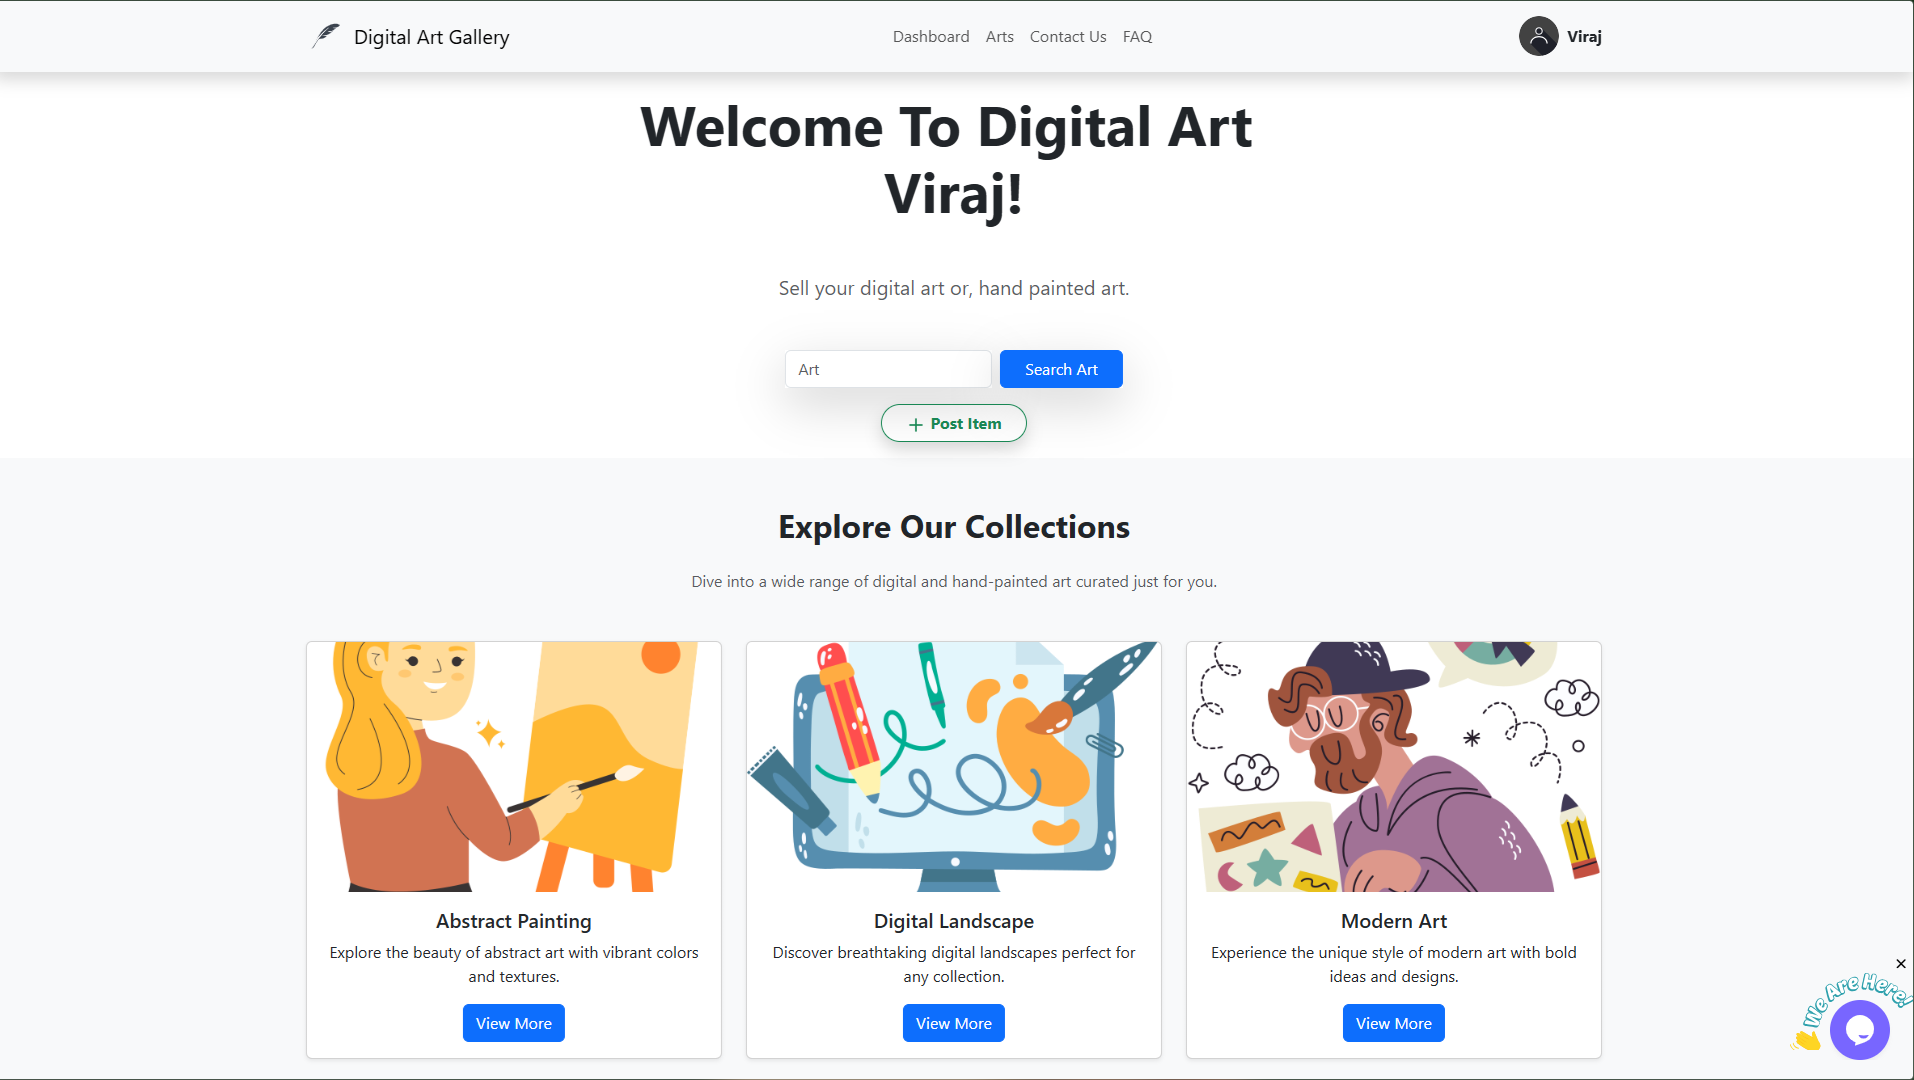 Digital Art Gallery
Dashboard Arts Contact Us FAQ
Viraj
Welcome To Digital Art
Viraj!
Sell your digital art or, hand painted art.
Art
Search Art
Post Item
Explore Our Collections
Dive into a wide range of digital and hand-painted art curated just for you.
Abstract Painting
Explore the beauty of abstract art with vibrant colors
and textures.
View More
Digital Landscape
Discover breathtaking digital landscapes perfect for
any collection.
View More
Modern Art
Experience the unique style of modern art with bold
ideas and designs.
View More
We Are Here!